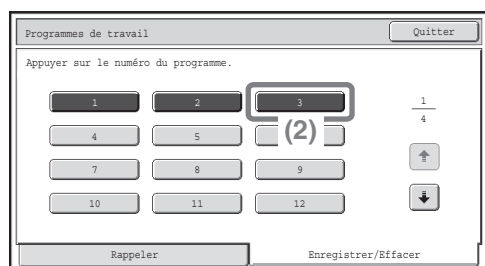 Programmes de travail Quitter
Appuyer sur le numéro du programme.
1 2 3 1
4
4 5 (2)
7 8 9
10 11 12
Rappeler Enregistrer/Effacer